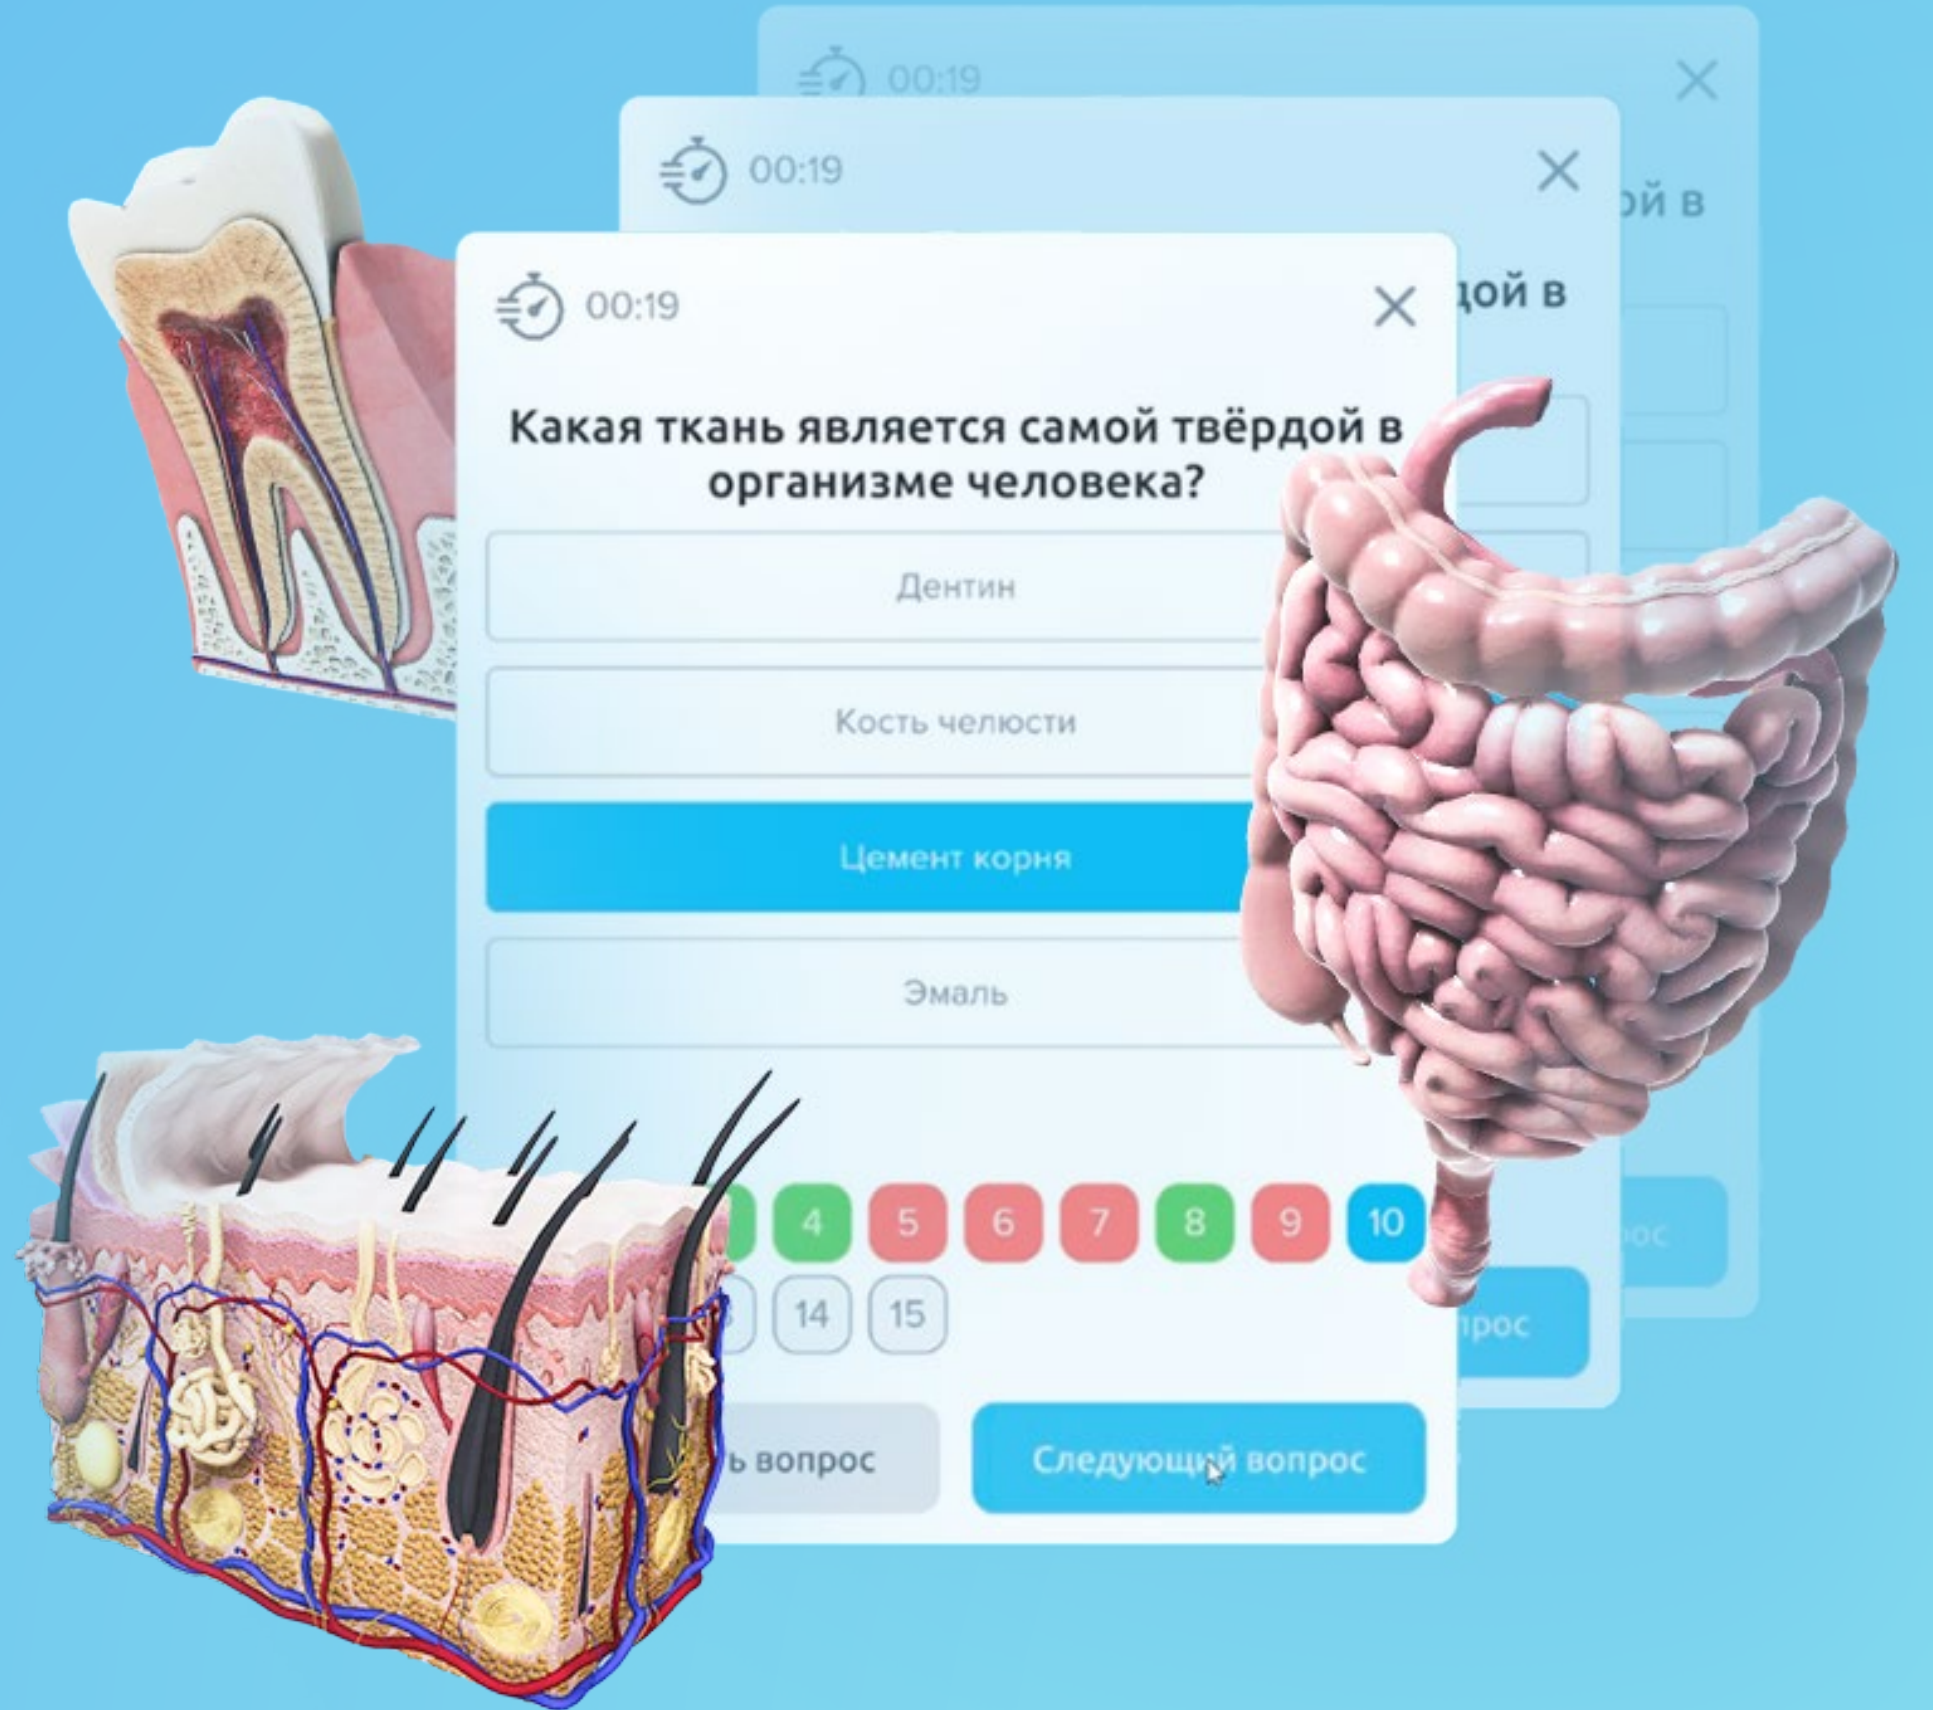 00:19
ой в
00:19
дой в
00:19
Какая ткань является самой твёрдой в
организме человека?
Дентин
Кость челюсти
Цемент корня
Эмаль
4 5 6 7 8 9 10
14 15
ь вопрос
Следующий вопрос
прос
рос